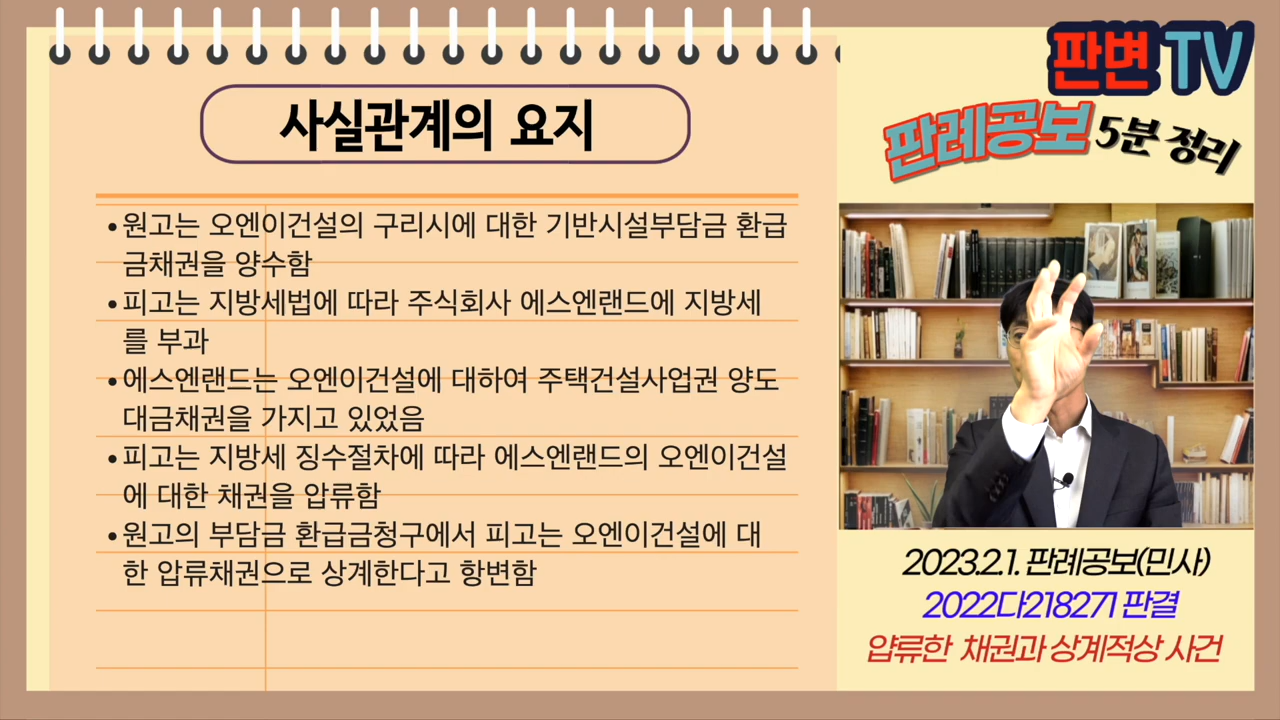 판변 TV
판례공보 5분 정리
사실관계의 요지
•원고는 오엔이건설의 구리시에 대한 기반시설부담금 환급
금채권을 양수함
•피고는 지방세법에 따라 주식회사 에스엔랜드에 지방세
를 부과
•에스엔랜드는 오엔이건설에 대하여 주택건설사업권 양도
대금채권을 가지고 있었음
•피고는 지방세 징수절차에 따라 에스엔랜드의 오엔이건설
에 대한 채권을 압류함
•원고의 부담금 환급금청구에서 피고는 오엔이건설에 대
한 압류채권으로 상계한다고 항변함
2023.2.1. 판례공보(민사)
2022다218271 판결
얍류한 채권과 상계적상 사건